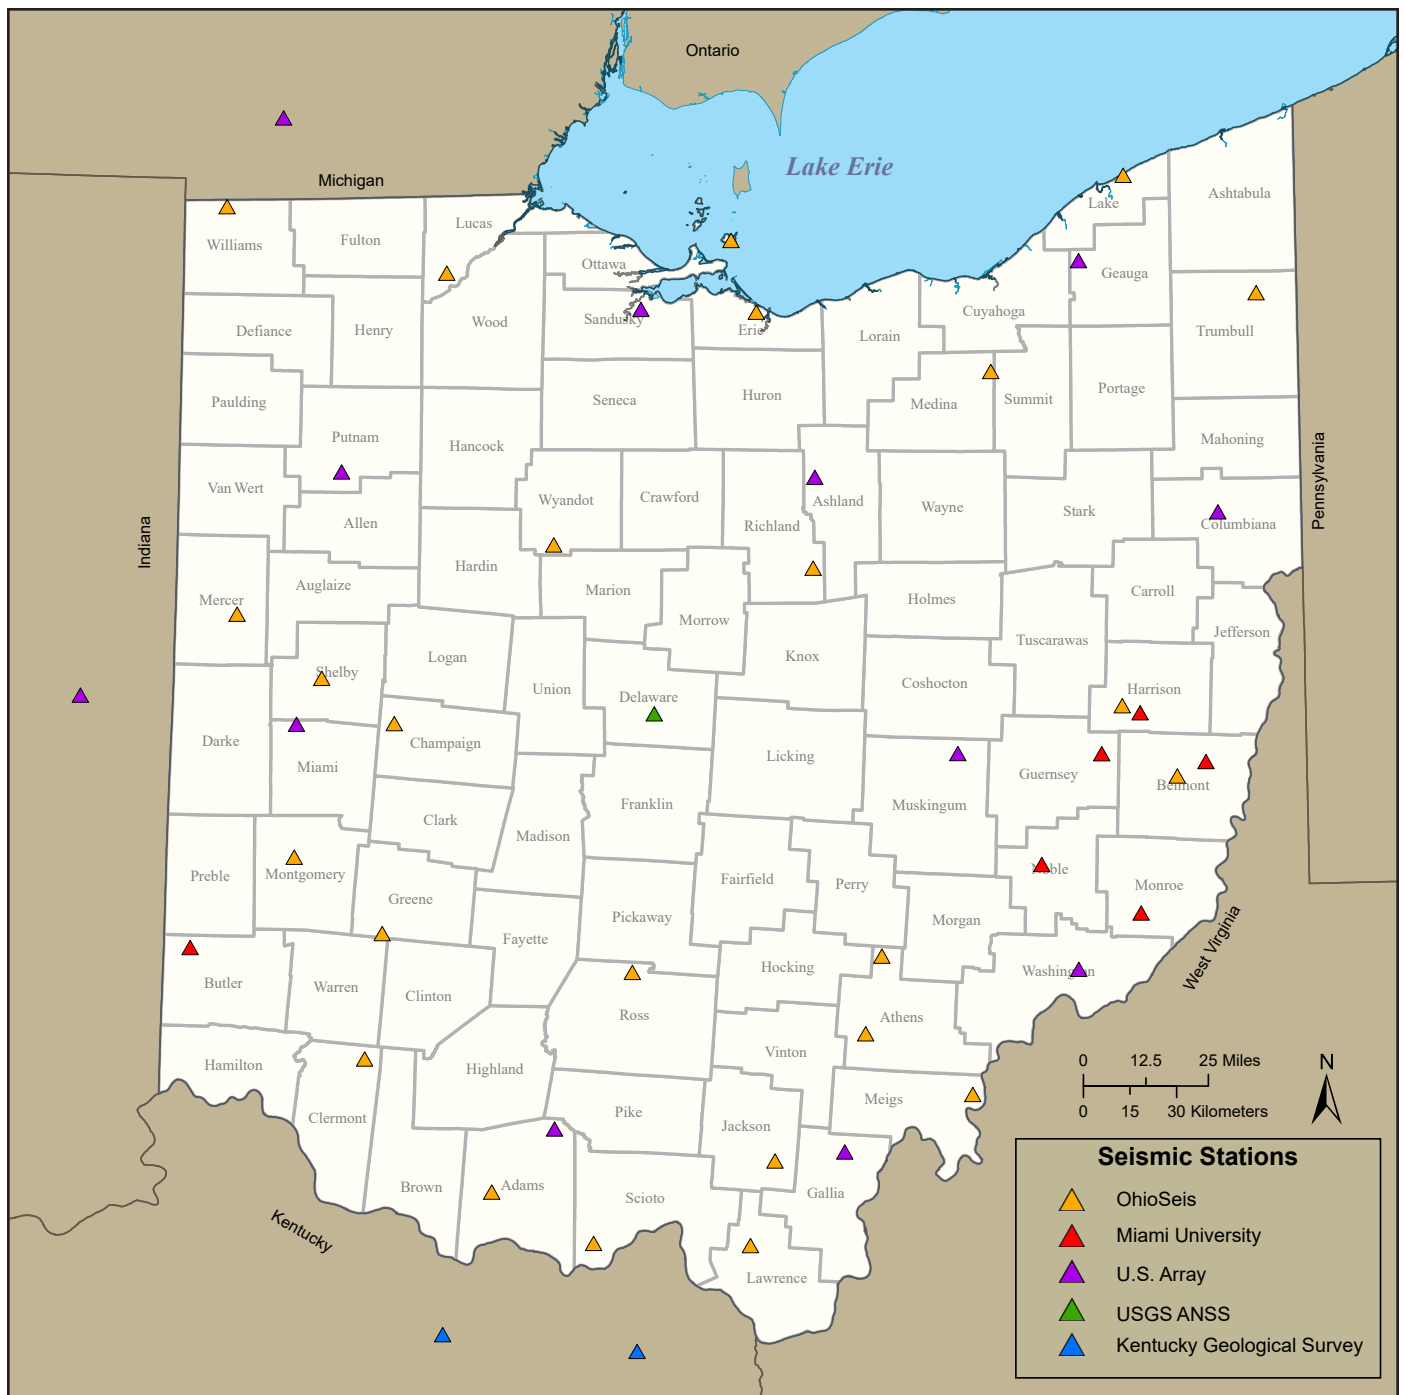 Ontario
Lake Erie
Michigan
Lake
Ashtabula
Lucas
Fulton
Williams
Ottawa
Geauga
Cuyahoga
Sandusky
Wood
Erie
Defiance
Henry
Lorain
Trumbull
Paulding
Seneca
Huron
Medina
Summit
Portage
Putnam
Hancock
Mahoning
Pennsylvania
Van Wert
Wyandot
Crawford
Ashland
Wayne
Stark
Allen
Richland
Columbiana
Indiana
Hardin
Auglaize
Mercer
Marion
Morrow
Holmes
Carroll
Jefferson
Tuscarawas
Logan
Knox
Shelby
Union
Delaware
Coshocton
Harrison
Darke
Champaign
Miami
Licking
Guernsey
Belmont
Franklin
Muskingum
Clark
Madison
Preble
Montgomery
Fairfield
Perry
Noble
Monroe
Greene
Pickaway
Morgan
Fayette
Hocking
Washington
West Virginia
Butler
Warren
Clinton
Ross
Athens
Vinton
Hamilton
Highland
Meigs
Clermont
Pike
Jackson
Brown
Adams
Scioto
Gallia
Kentucky
Lawrence
0 12.5 25 Miles
0 15 30 Kilometers
N
Seismic Stations
OhioSeis
Miami University
U.S. Array
USGS ANSS
Kentucky Geological Survey